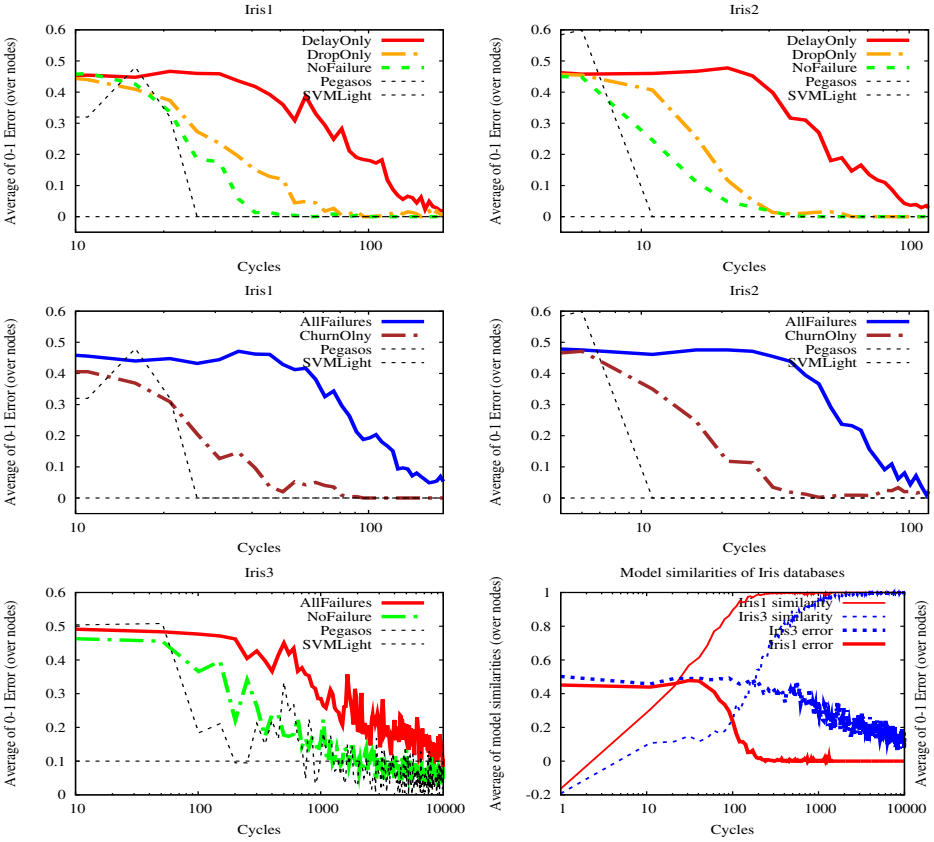 Iris1
Average of 0-1 Error (over nodes)
0.6
0.5
0.4
0.3
0.2
0.1
0
10
100
Cycles
DelayOnly
DropOnly
NoFailure
Pegasos
SVMLight
Iris2
Average of 0-1 Error (over nodes)
0.6
0.5
0.4
0.3
0.2
0.1
0
10
100
Cycles
DelayOnly
DropOnly
NoFailure
Pegasos
SVMLight
Iris1
Average of 0-1 Error (over nodes)
0.6
0.5
0.4
0.3
0.2
0.1
0
10
100
Cycles
AllFailures
ChurnOlny
Pegasos
SVMLight
Iris2
Average of 0-1 Error (over nodes)
0.6
0.5
0.4
0.3
0.2
0.1
0
10
100
Cycles
AllFailures
ChurnOlny
Pegasos
SVMLight
Iris3
Average of 0-1 Error (over nodes)
0.6
0.5
0.4
0.3
0.2
0.1
0
10
100
1000
10000
Cycles
AllFailures
NoFailure
Pegasos
SVMLight
Model similarities of Iris databases
Average of model similarities (over nodes)
1
0.8
0.6
0.4
0.2
0
-0.2
1
10
100
1000
10000
Cycles
Average of 0-1 Error (over nodes)
Iris1 similarity
Iris3 similarity
Iris3 error
Iris1 error